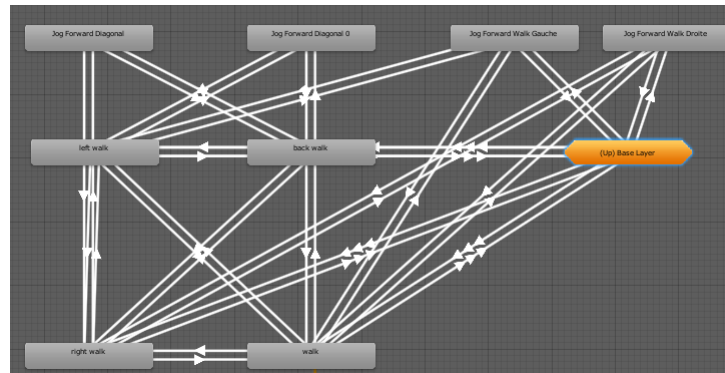 Jog Forward Diagonal
Jog Forward Diagonal 0
Jog Forward Walk Gauche
Jog Forward Walk Droite
left walk
back walk
(Up) Base Layer
right walk
walk